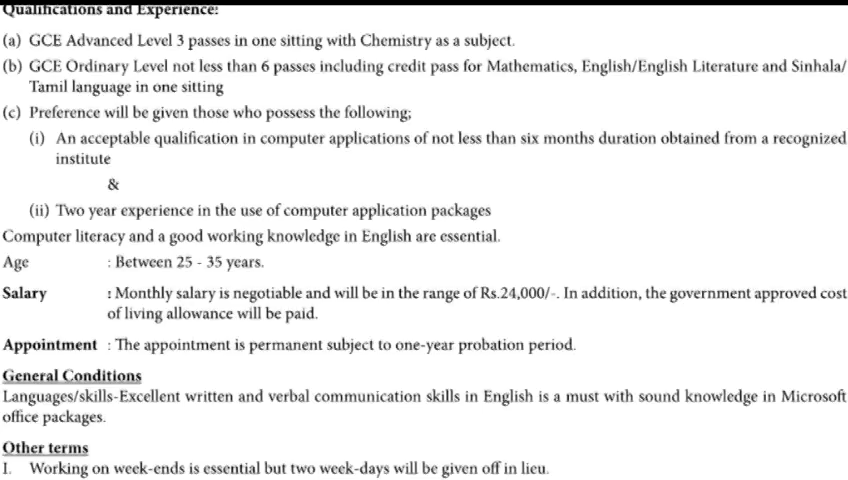 Qualifications and Experience:
(a) GCE Advanced Level 3 passes in one sitting with Chemistry as a subject.
(b) GCE Ordinary Level not less than 6 passes including credit pass for Mathematics, English/English Literature and Sinhala/
Tamil language in one sitting
(c) Preference will be given those who possess the following;
(i) An acceptable qualification in computer applications of not less than six months duration obtained from a recognized
institute
&
(ii) Two year experience in the use of computer application packages
Computer literacy and a good working knowledge in English are essential.
Age : Between 25 - 35 years.
Salary : Monthly salary is negotiable and will be in the range of Rs.24,000/-. In addition, the government approved cost
of living allowance will be paid.
Appointment : The appointment is permanent subject to one-year probation period.
General Conditions
Languages/skills-Excellent written and verbal communication skills in English is a must with sound knowledge in Microsoft
office packages.
Other terms
I. Working on week-ends is essential but two week-days will be given off in lieu.